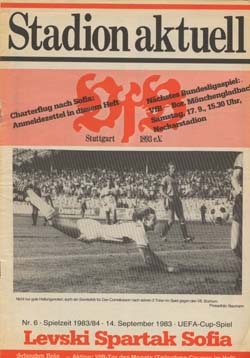 Stadion aktuell
Charterflug nach Sofia:
Anmeldezettel in diesem Heft
Nächstes Bundesligaspiel:
VfB – Bor. Mönchengladbach
Samstag, 17. 9., 15.30 Uhr,
Neckarstadion
VfB
Stuttgart 1893 e.V.
Nr. 6 · Spielzeit 1983/84 · 14. September 1983 · UEFA-Cup-Spiel
Levski Spartak Sofia